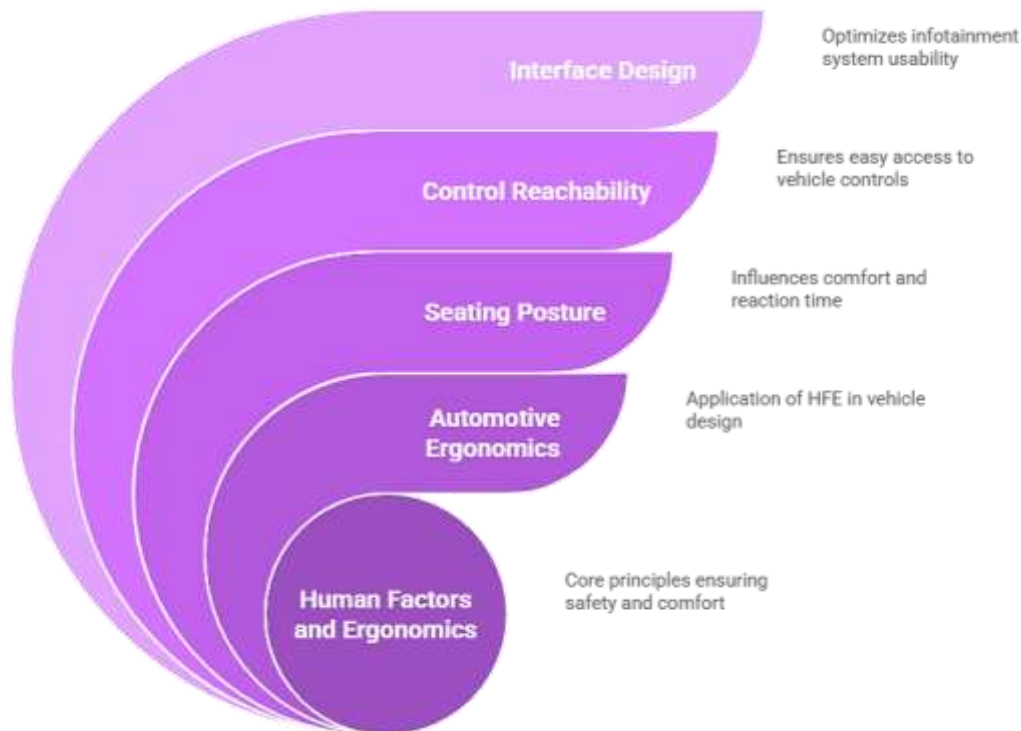 Interface Design
Optimizes infotainment
system usability
Control Reachability
Ensures easy access to
vehicle controls
Seating Posture
Influences comfort and
reaction time
Automotive
Ergonomics
Application of HFE in vehicle
design
Human Factors
and Ergonomics
Core principles ensuring
safety and comfort